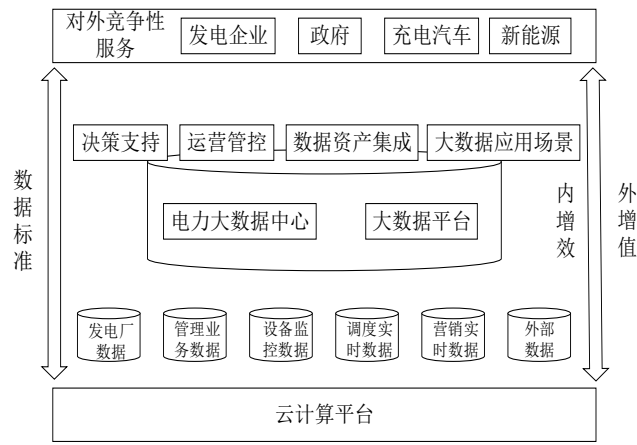 对外竞争性
服务
发电企业
政府
充电汽车
新能源
决策支持
运营管控
数据资产集成
大数据应用场景
数据标准
电力大数据中心
大数据平台
内增效
外增值
发电厂
数据
管理业
务数据
设备监
控数据
调度实
时数据
营销实
时数据
外部
数据
云计算平台